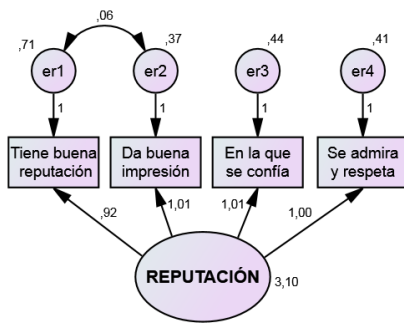 ,06
,71
,37
,44
,41
er1
er2
er3
er4
1
1
1
1
Tiene buena
reputación
Da buena
impresión
En la que
se confía
Se admira
y respeta
,92
1,01
1,01
1,00
REPUTACIÓN
3,10